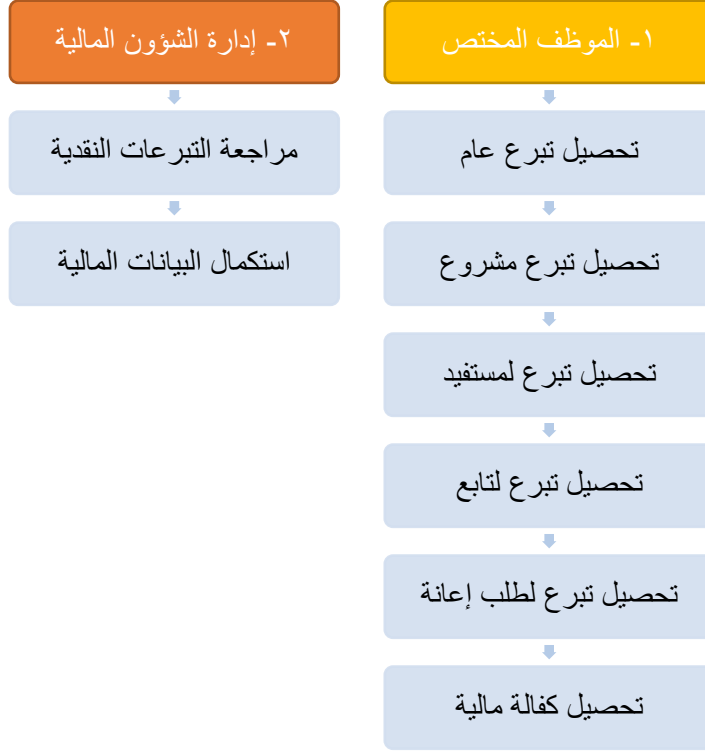 ١- الموظف المختص
تحصيل تبرع عام
تحصيل تبرع مشروع
تحصيل تبرع لمستفيد
تحصيل تبرع لتابع
تحصيل تبرع لطلب إعانة
تحصيل كفالة مالية
٢- إدارة الشؤون المالية
مراجعة التبرعات النقدية
استكمال البيانات المالية